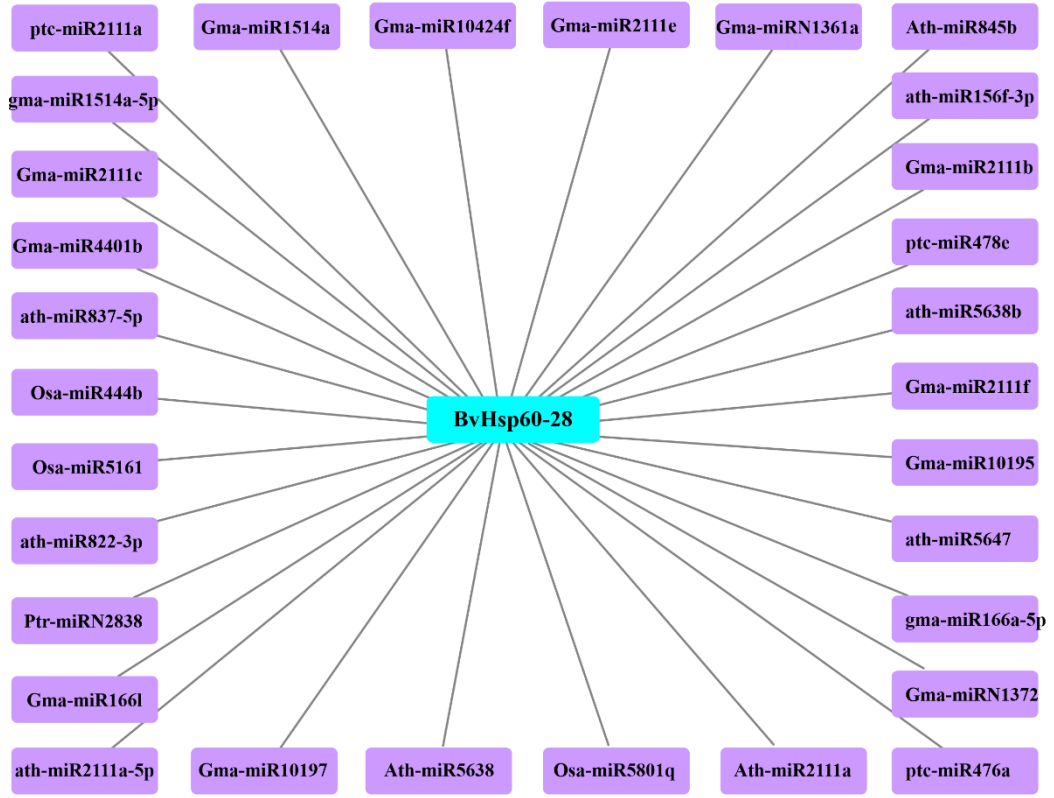 ptc-miR2111a
Gma-miR1514a
Gma-miR10424f
Gma-miR2111e
Gma-miRN1361a
Ath-miR845b
gma-miR1514a-5p
ath-miR156f-3p
Gma-miR2111c
Gma-miR2111b
Gma-miR4401b
ptc-miR478e
ath-miR837-5p
ath-miR5638b
Osa-miR444b
Gma-miR2111f
BvHsp60-28
Osa-miR5161
Gma-miR10195
ath-miR822-3p
ath-miR5647
Ptr-miRN2838
gma-miR166a-5p
Gma-miR166l
Gma-miRN1372
ath-miR2111a-5p
Gma-miR10197
Ath-miR5638
Osa-miR5801q
Ath-miR2111a
ptc-miR476a